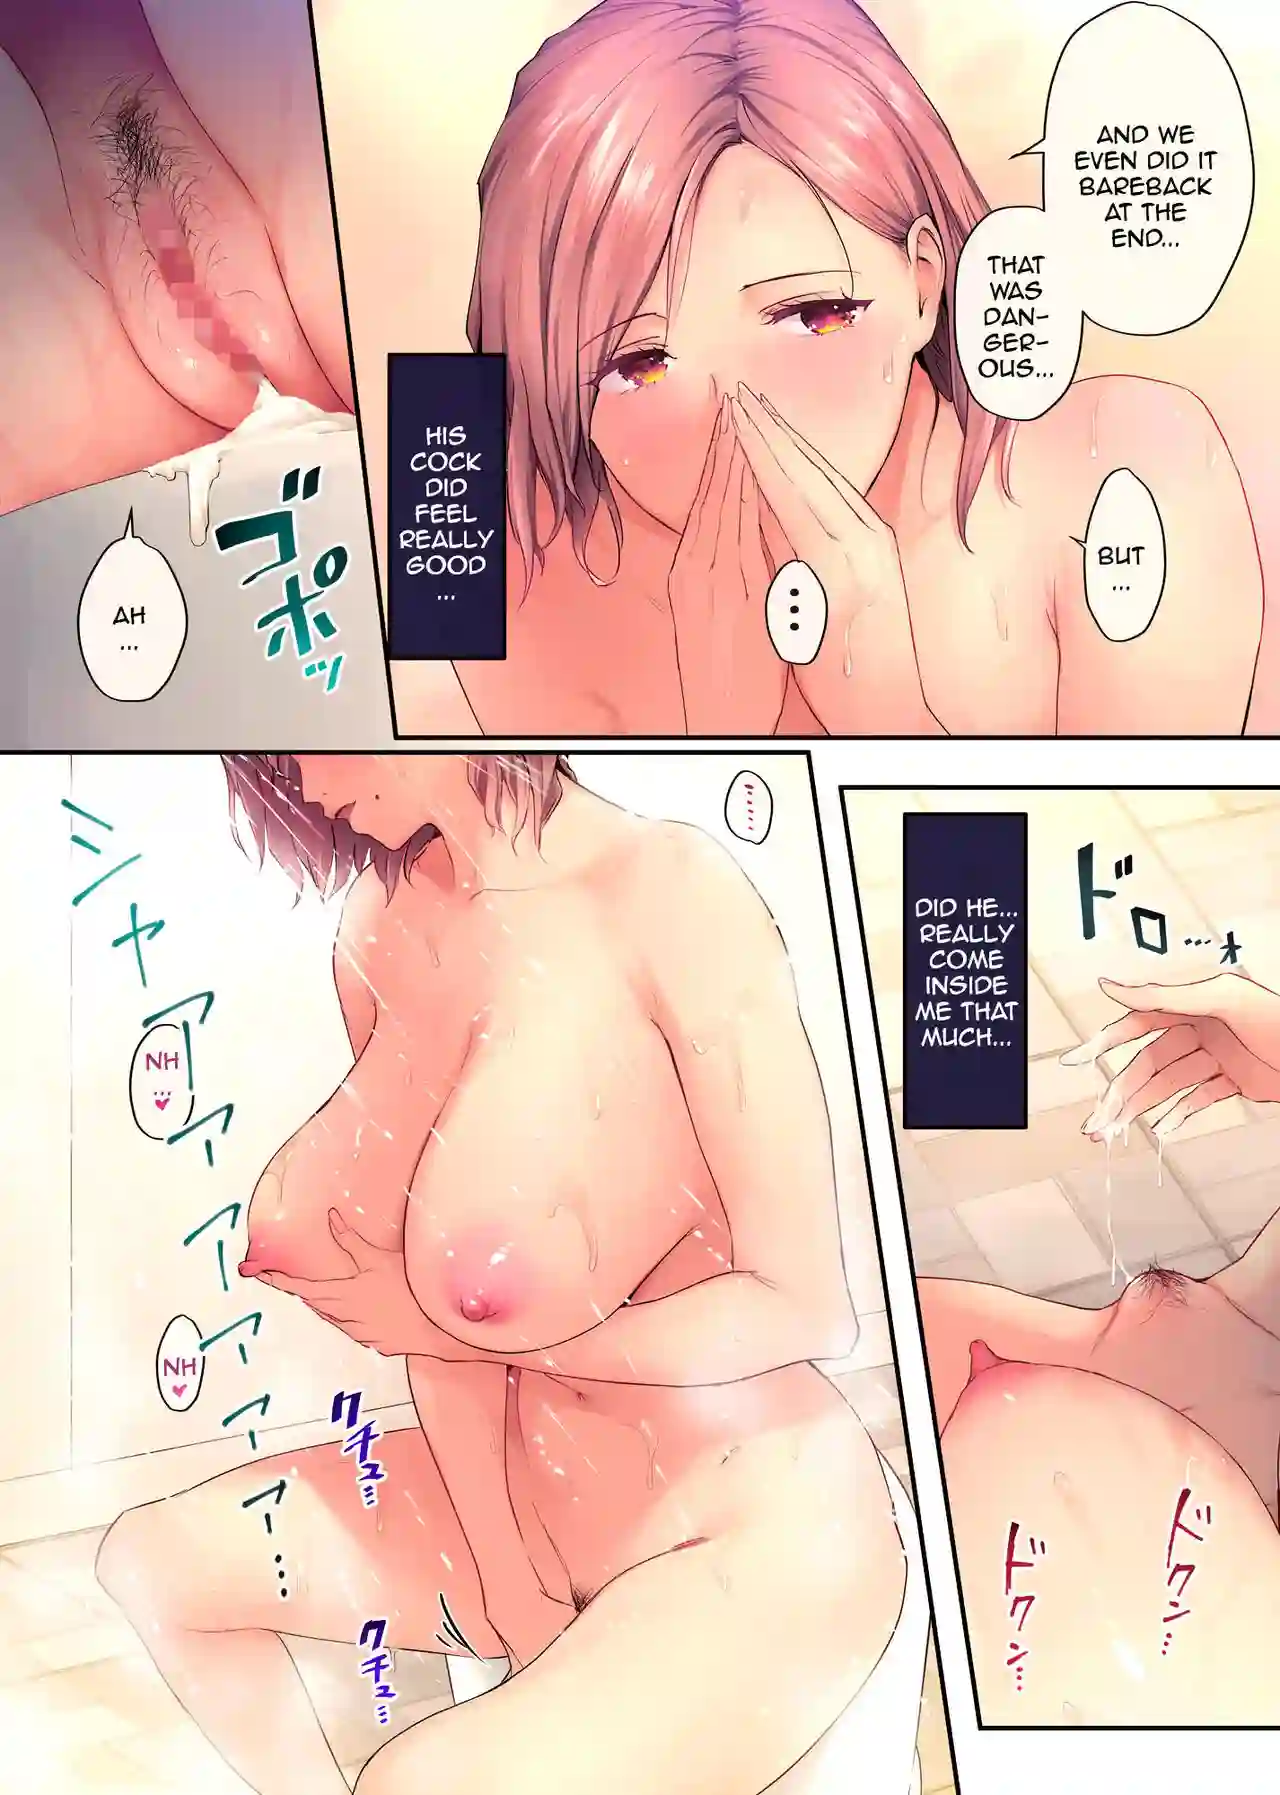 AND WE
EVEN DID IT
BAREBACK
AT THE
END...
THAT
WAS
DAN-
GER-
OUS...
BUT
...
...
HIS
COCK
DID
FEEL
REALLY
GOOD
...
AH
...
ゴポッ
DID HE...
REALLY
COME
INSIDE
ME THAT
MUCH...
ドロ...ォ
ドクン...
ドクン...
......
シャアアアアアアア...
NH
...♥
NH
♥
クチュ...
クチュ...